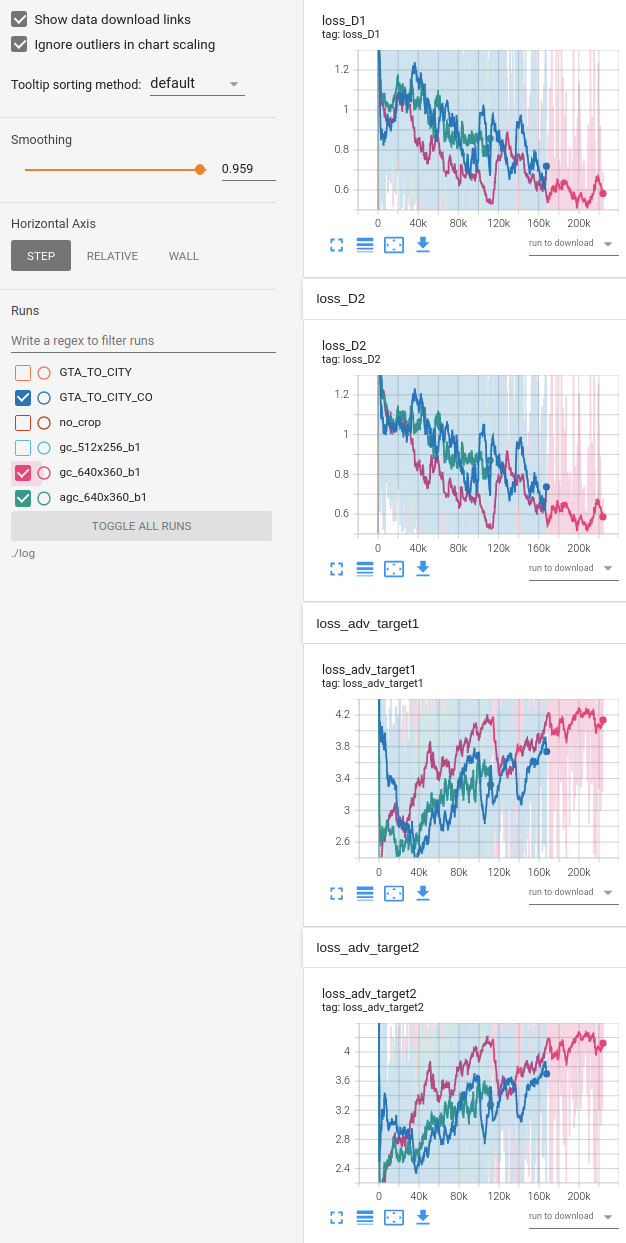 Show data download links
Ignore outliers in chart scaling
Tooltip sorting method: default
Smoothing
0.959
Horizontal Axis
STEP RELATIVE WALL
Runs
Write a regex to filter runs
GTA_TO_CITY
GTA_TO_CITY_CO
no_crop
gc_512x256_b1
gc_640x360_b1
agc_640x360_b1
TOGGLE ALL RUNS
./log
loss_D1
tag: loss_D1
1.2
1
0.8
0.6
0 40k 80k 120k 160k 200k
run to download
loss_D2
loss_D2
tag: loss_D2
1.2
1
0.8
0.6
0 40k 80k 120k 160k 200k
run to download
loss_adv_target1
loss_adv_target1
tag: loss_adv_target1
4.2
3.8
3.4
3
2.6
0 40k 80k 120k 160k 200k
run to download
loss_adv_target2
loss_adv_target2
tag: loss_adv_target2
4
3.6
3.2
2.8
2.4
0 40k 80k 120k 160k 200k
run to download